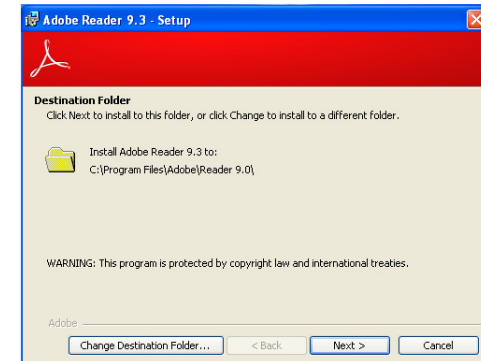 Adobe Reader 9.3 - Setup
Destination Folder
Click Next to install to this folder, or click Change to install to a different folder.
Install Adobe Reader 9.3 to:
C:\Program Files\Adobe\Reader 9.0\
WARNING: This program is protected by copyright law and international treaties.
Adobe
Change Destination Folder... < Back Next > Cancel